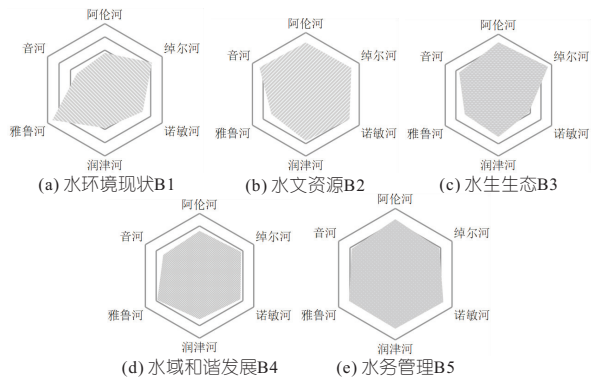 阿伦河 阿伦河 阿伦河
音河 绰尔河 音河 绰尔河 音河 绰尔河
雅鲁河 诺敏河 雅鲁河 诺敏河 雅鲁河 诺敏河
润津河 润津河 润津河
(a) 水环境现状B1 (b) 水文资源B2 (c) 水生生态B3
阿伦河 阿伦河
音河 绰尔河 音河 绰尔河
雅鲁河 诺敏河 雅鲁河 诺敏河
润津河 润津河
(d) 水域和谐发展B4 (e) 水务管理B5